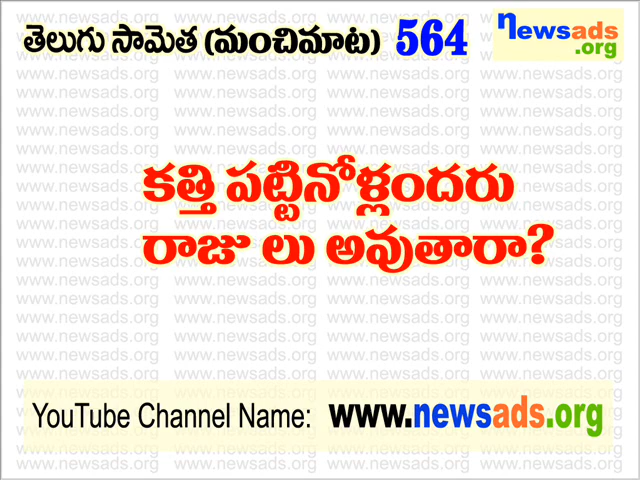 తెలుగు సామెత (మంచిమాట) 564
newsads
.org
కత్తి పట్టినోళ్లందరు
రాజు లు అవుతారా?
YouTube Channel Name: www.newsads.org